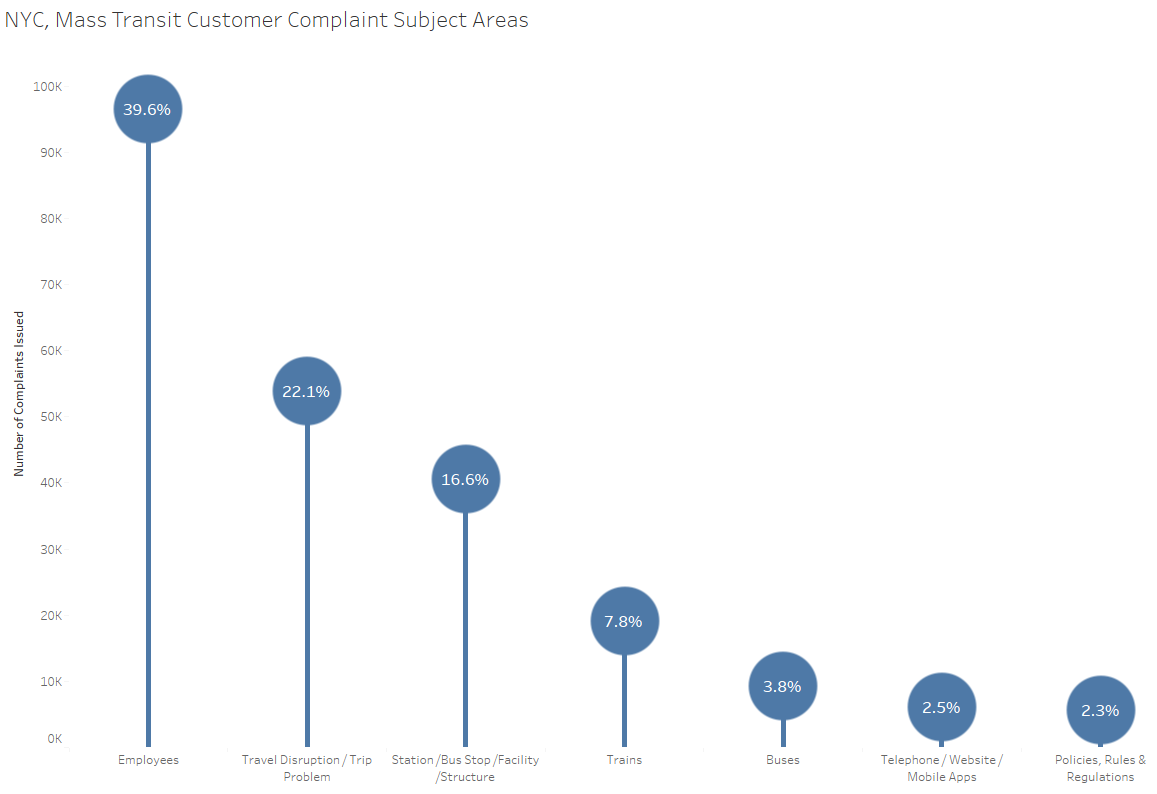 NYC, Mass Transit Customer Complaint Subject Areas
100K
90K
80K
70K
60K
50K
40K
30K
20K
10K
0K
Number of Complaints Issued
39.6%
22.1%
16.6%
7.8%
3.8%
2.5%
2.3%
Employees
Travel Disruption / Trip
Problem
Station /Bus Stop /Facility
/Structure
Trains
Buses
Telephone / Website /
Mobile Apps
Policies, Rules &
Regulations